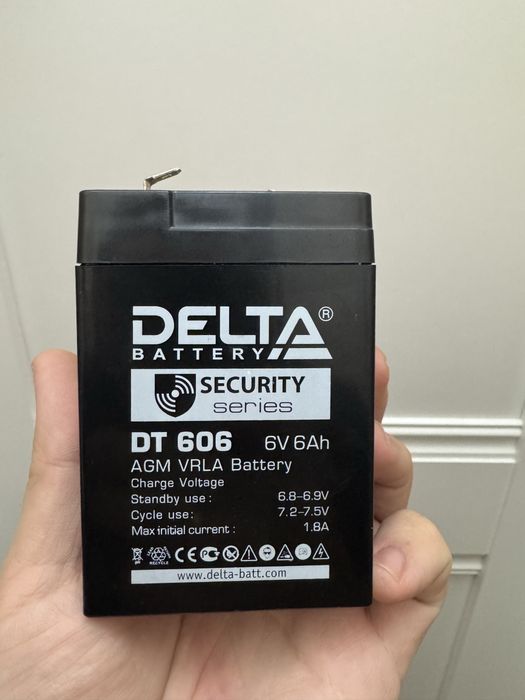 DELTA®
BATTERY
SECURITY
series
DT 606 6V 6Ah
AGM VRLA Battery
Charge Voltage
Standby use : 6.8-6.9V
Cycle use : 7.2-7.5V
Max initial current : 1.8A
www.delta-batt.com